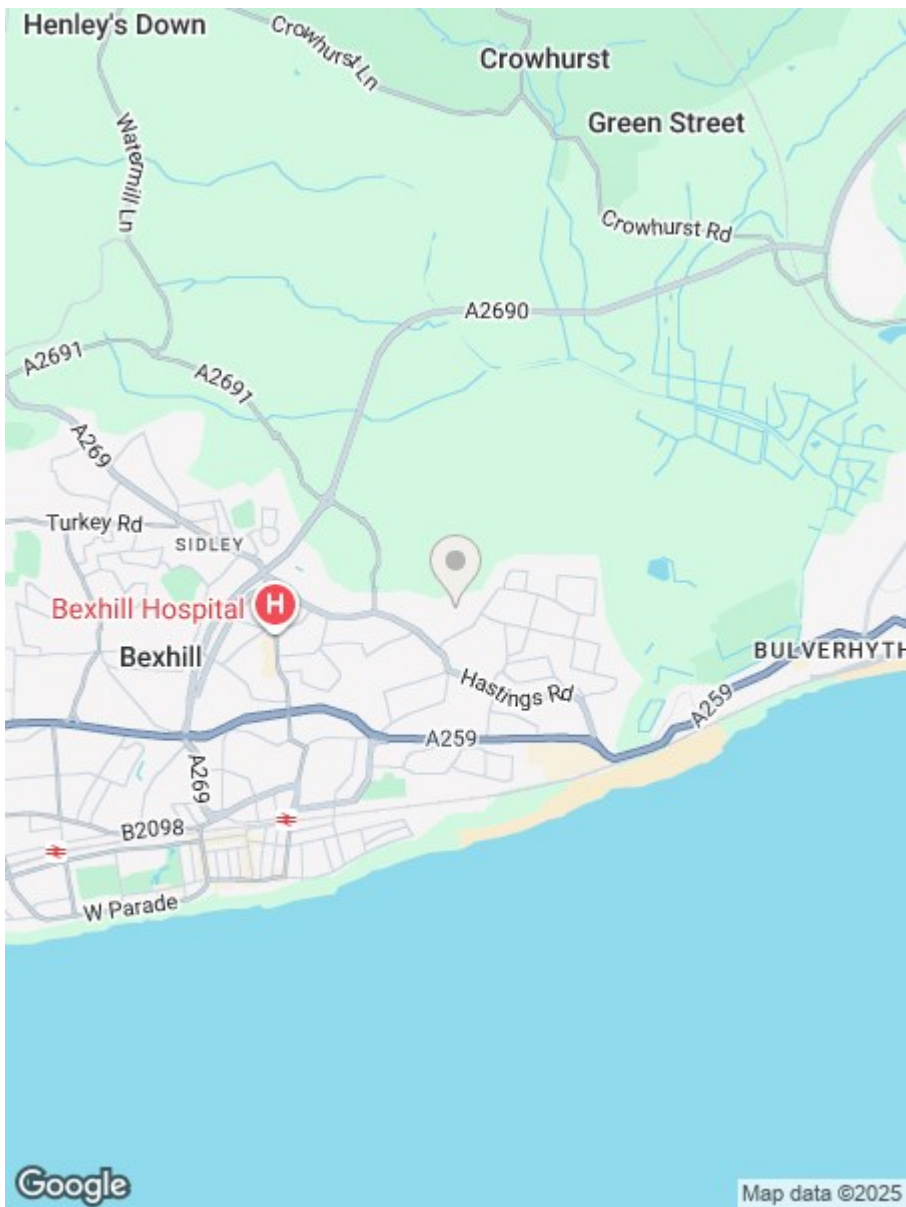 Henley's Down
Crowhurst Ln
Crowhurst
Green Street
Watermill Ln
Crowhurst Rd
A2690
A2691
A2691
A269
Turkey Rd
SIDLEY
Bexhill Hospital
H
Bexhill
BULVERHYTH
Hastings Rd
A259
A259
A269
B2098
W Parade
Google
Map data ©2025